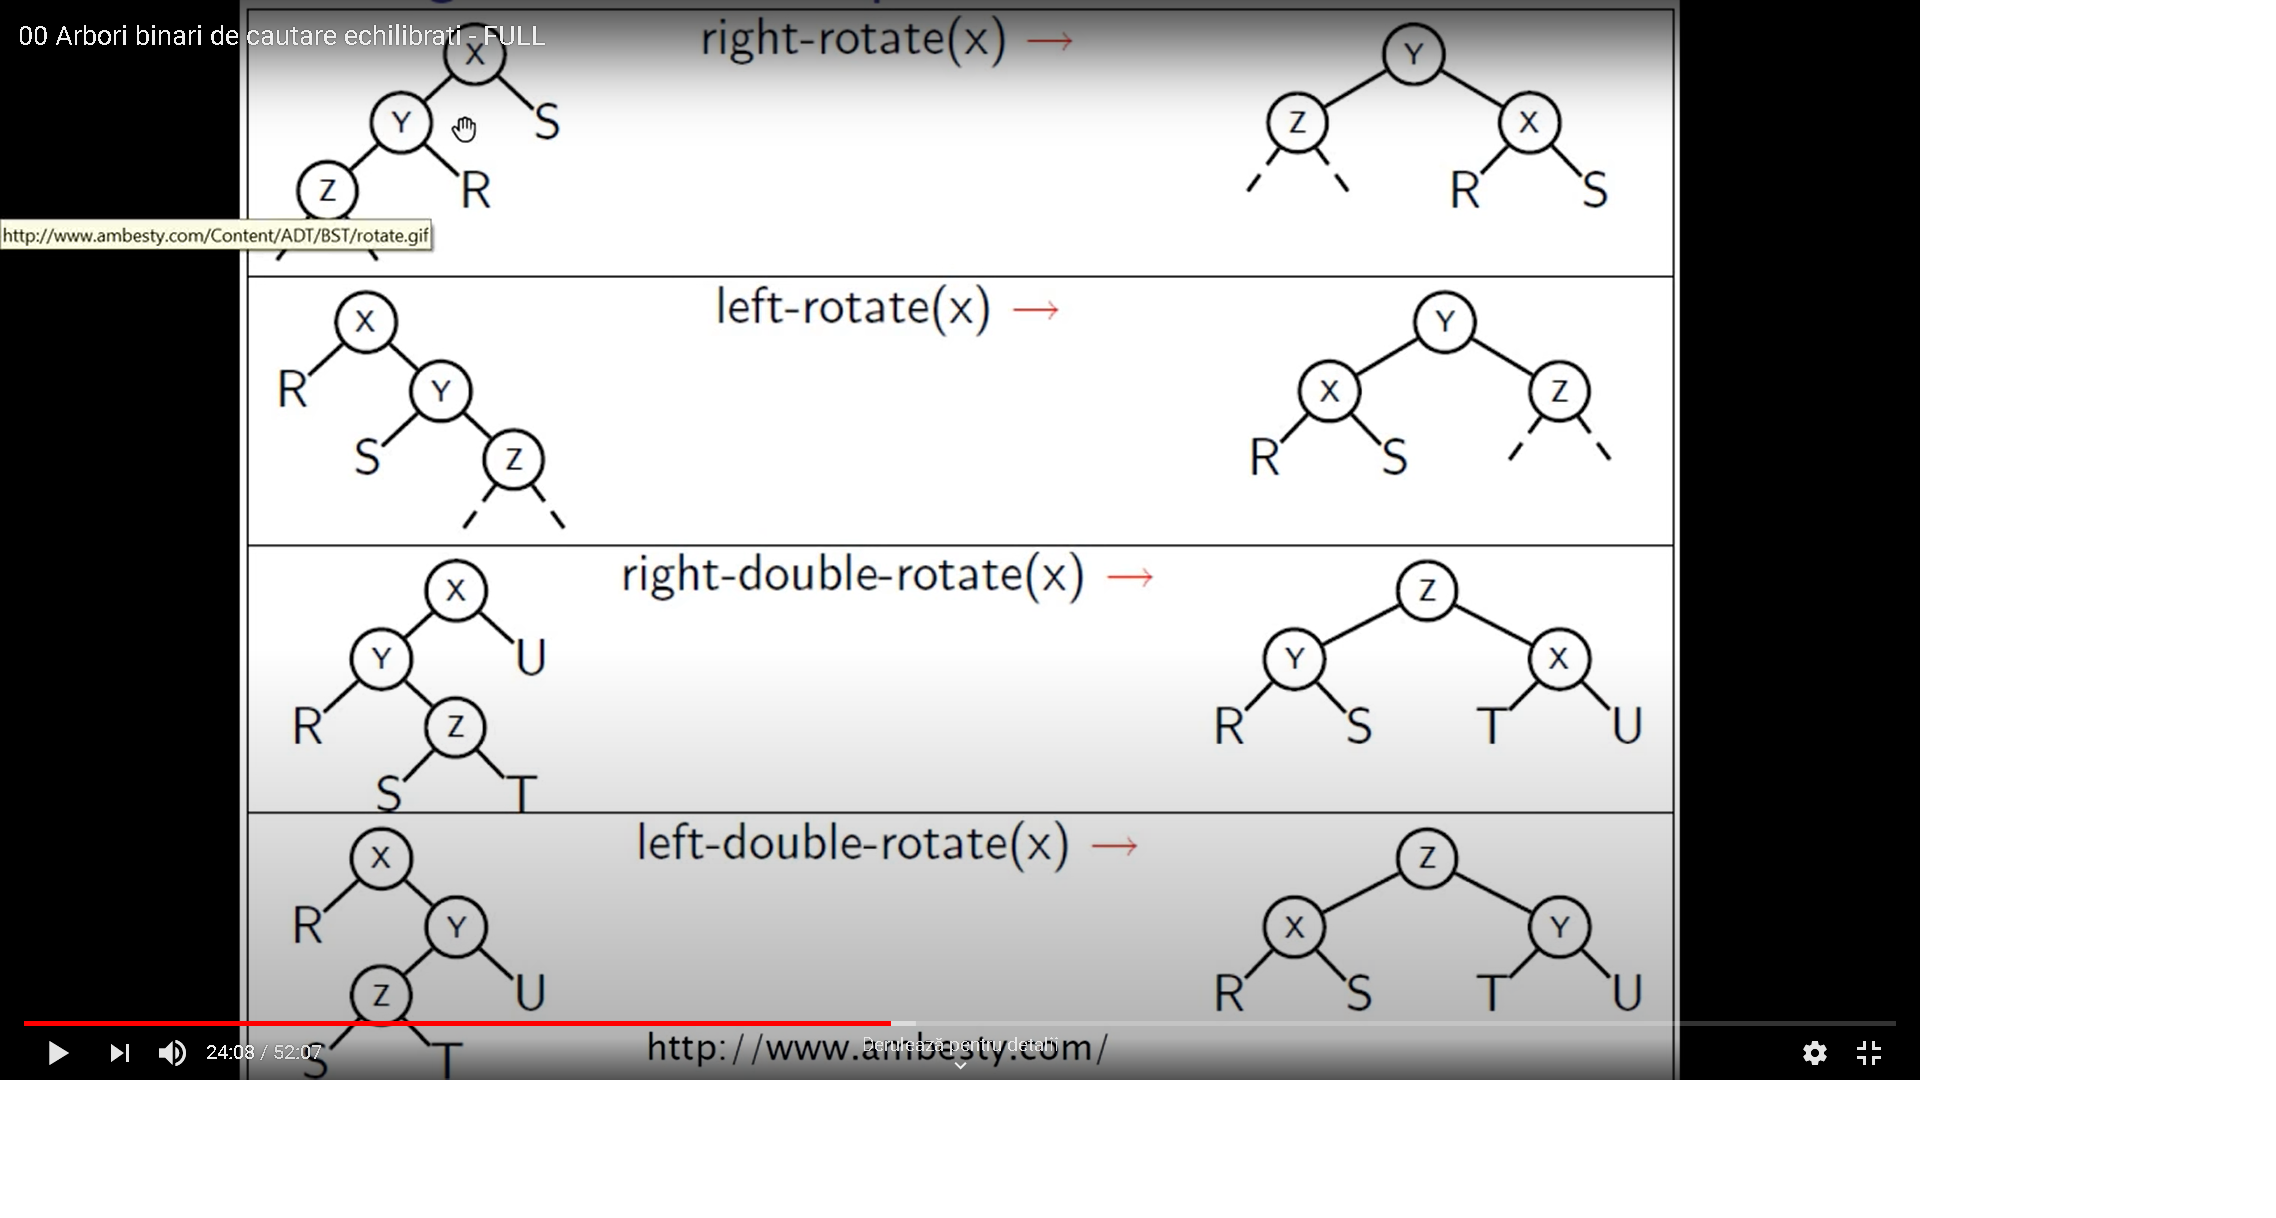 00 Arbori binari de cautare echilibrati - FULL
X
right-rotate(x) →
Y
Y
S
Z
X
Z
R
R
S
http://www.ambesty.com/Content/ADT/BST/rotate.gif
X
left-rotate(x) →
Y
R
Y
X
Z
S
Z
R
S
X
right-double-rotate(x) →
Z
Y
U
Y
X
R
Z
R
S
T
U
S
T
X
left-double-rotate(x) →
Z
R
Y
X
Y
Z
U
R
S
T
U
S
T
http://www.ambesty.com/
Derulează pentru detalii
24:08 / 52:07